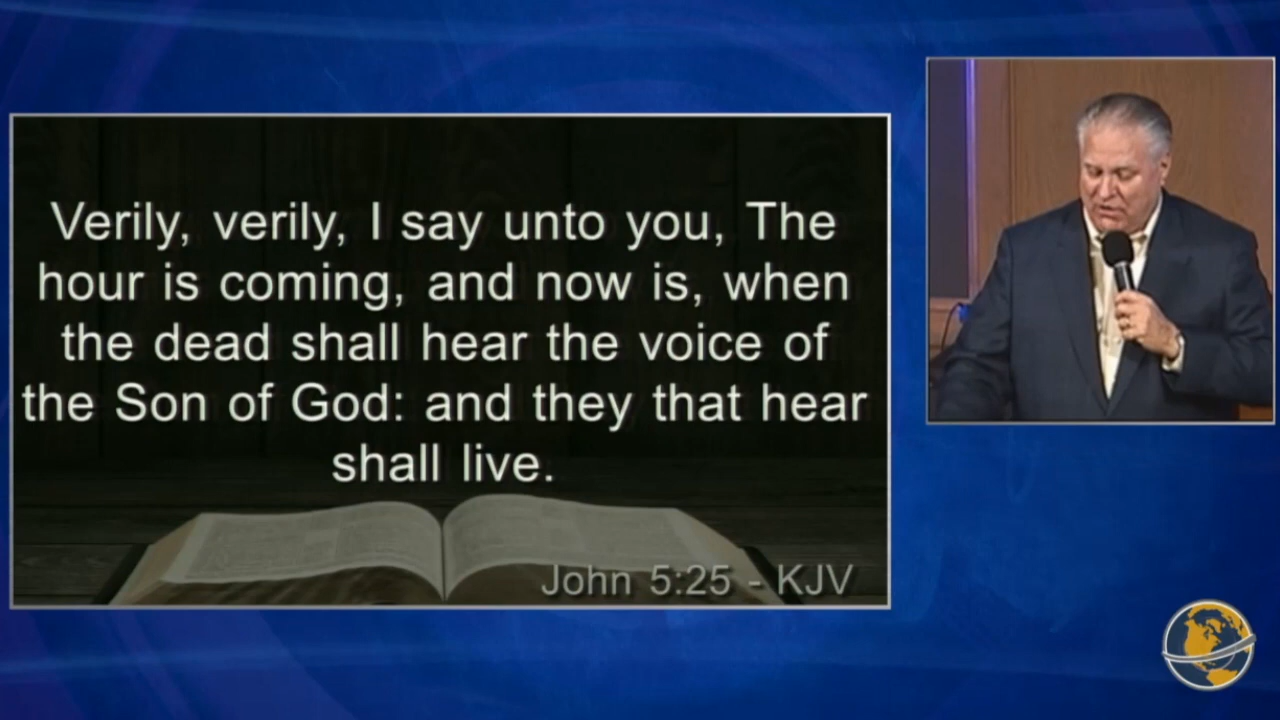 Verily, verily, I say unto you, The
hour is coming, and now is, when
the dead shall hear the voice of
the Son of God: and they that hear
shall live.
John 5:25 - KJV